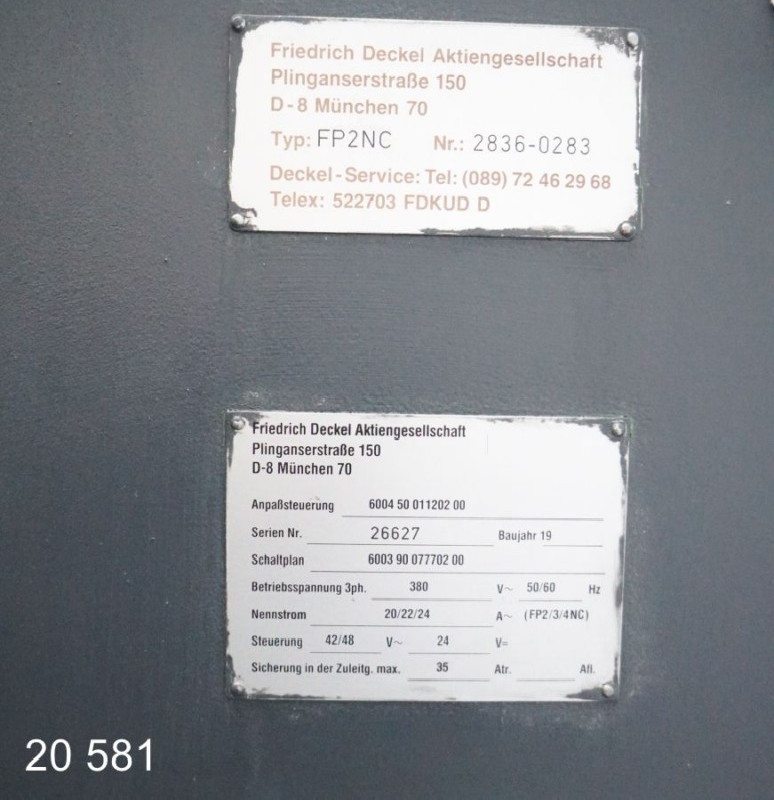 Friedrich Deckel Aktiengesellschaft
Plinganserstraße 150
D-8 München 70
Typ: FP2NC Nr.: 2836-0283
Deckel-Service: Tel: (089) 72 46 29 68
Telex: 522703 FDKUD D
Friedrich Deckel Aktiengesellschaft
Plinganserstraße 150
D-8 München 70
Anpaßsteuerung 6004 50 011202 00
Serien Nr. 26627 Baujahr 19
Schaltplan 6003 90 077702 00
Betriebsspannung 3ph. 380 V~ 50/60 Hz
Nennstrom 20/22/24 A~ (FP2/3/4NC)
Steuerung 42/48 V~ 24 V=
Sicherung in der Zuleitg. max. 35 Atr. Afl.
20 581